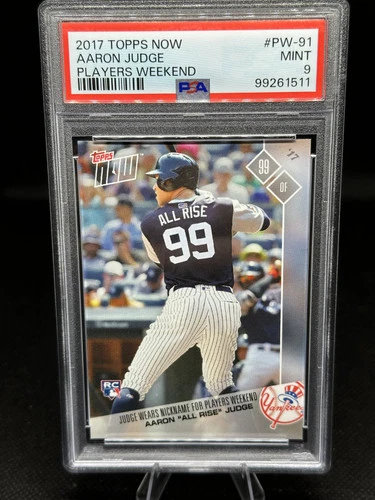 2017 TOPPS NOW #PW-91
AARON JUDGE MINT
PLAYERS WEEKEND 9
PSA 99261511
Topps
NOW
'17
99
OF
ALL RISE
99
RC
JUDGE WEARS NICKNAME FOR PLAYERS WEEKEND
AARON "ALL RISE" JUDGE
Yankees